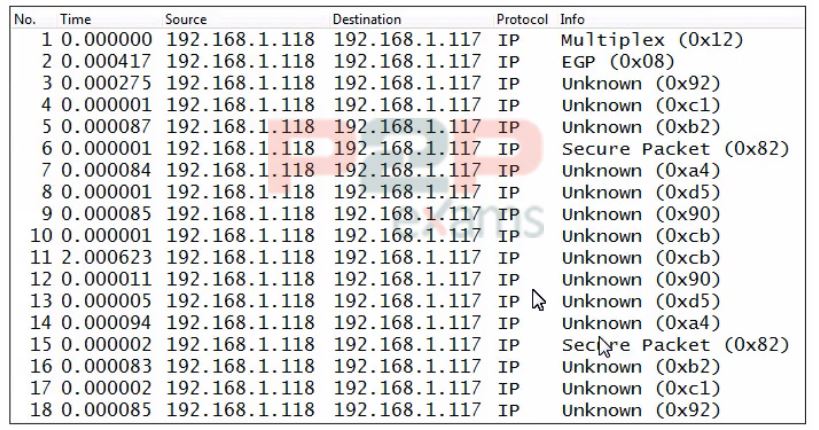 No. Time Source Destination Protocol Info
1 0.000000 192.168.1.118 192.168.1.117 IP Multiplex (0x12)
2 0.000417 192.168.1.118 192.168.1.117 IP EGP (0x08)
3 0.000275 192.168.1.118 192.168.1.117 IP Unknown (0x92)
4 0.000001 192.168.1.118 192.168.1.117 IP Unknown (0xc1)
5 0.000087 192.168.1.118 192.168.1.117 IP Unknown (0xb2)
6 0.000001 192.168.1.118 192.168.1.117 IP Secure Packet (0x82)
7 0.000084 192.168.1.118 192.168.1.117 IP Unknown (0xa4)
8 0.000001 192.168.1.118 192.168.1.117 IP Unknown (0xd5)
9 0.000085 192.168.1.118 192.168.1.117 IP Unknown (0x90)
10 0.000001 192.168.1.118 192.168.1.117 IP Unknown (0xcb)
11 2.000623 192.168.1.118 192.168.1.117 IP Unknown (0xcb)
12 0.000011 192.168.1.118 192.168.1.117 IP Unknown (0x90)
13 0.000005 192.168.1.118 192.168.1.117 IP Unknown (0xd5)
14 0.000094 192.168.1.118 192.168.1.117 IP Unknown (0xa4)
15 0.000002 192.168.1.118 192.168.1.117 IP Secure Packet (0x82)
16 0.000083 192.168.1.118 192.168.1.117 IP Unknown (0xb2)
17 0.000002 192.168.1.118 192.168.1.117 IP Unknown (0xc1)
18 0.000085 192.168.1.118 192.168.1.117 IP Unknown (0x92)
P2P
exams